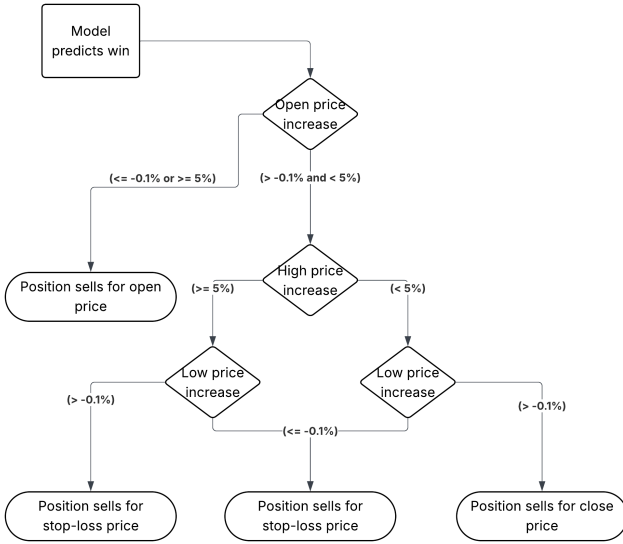 Model
predicts win
Open price
increase
(<= -0.1% or >= 5%)
(> -0.1% and < 5%)
Position sells for open
price
High price
increase
(>= 5%)
(< 5%)
Low price
increase
Low price
increase
(> -0.1%)
(> -0.1%)
(<= -0.1%)
Position sells for
stop-loss price
Position sells for
stop-loss price
Position sells for close
price